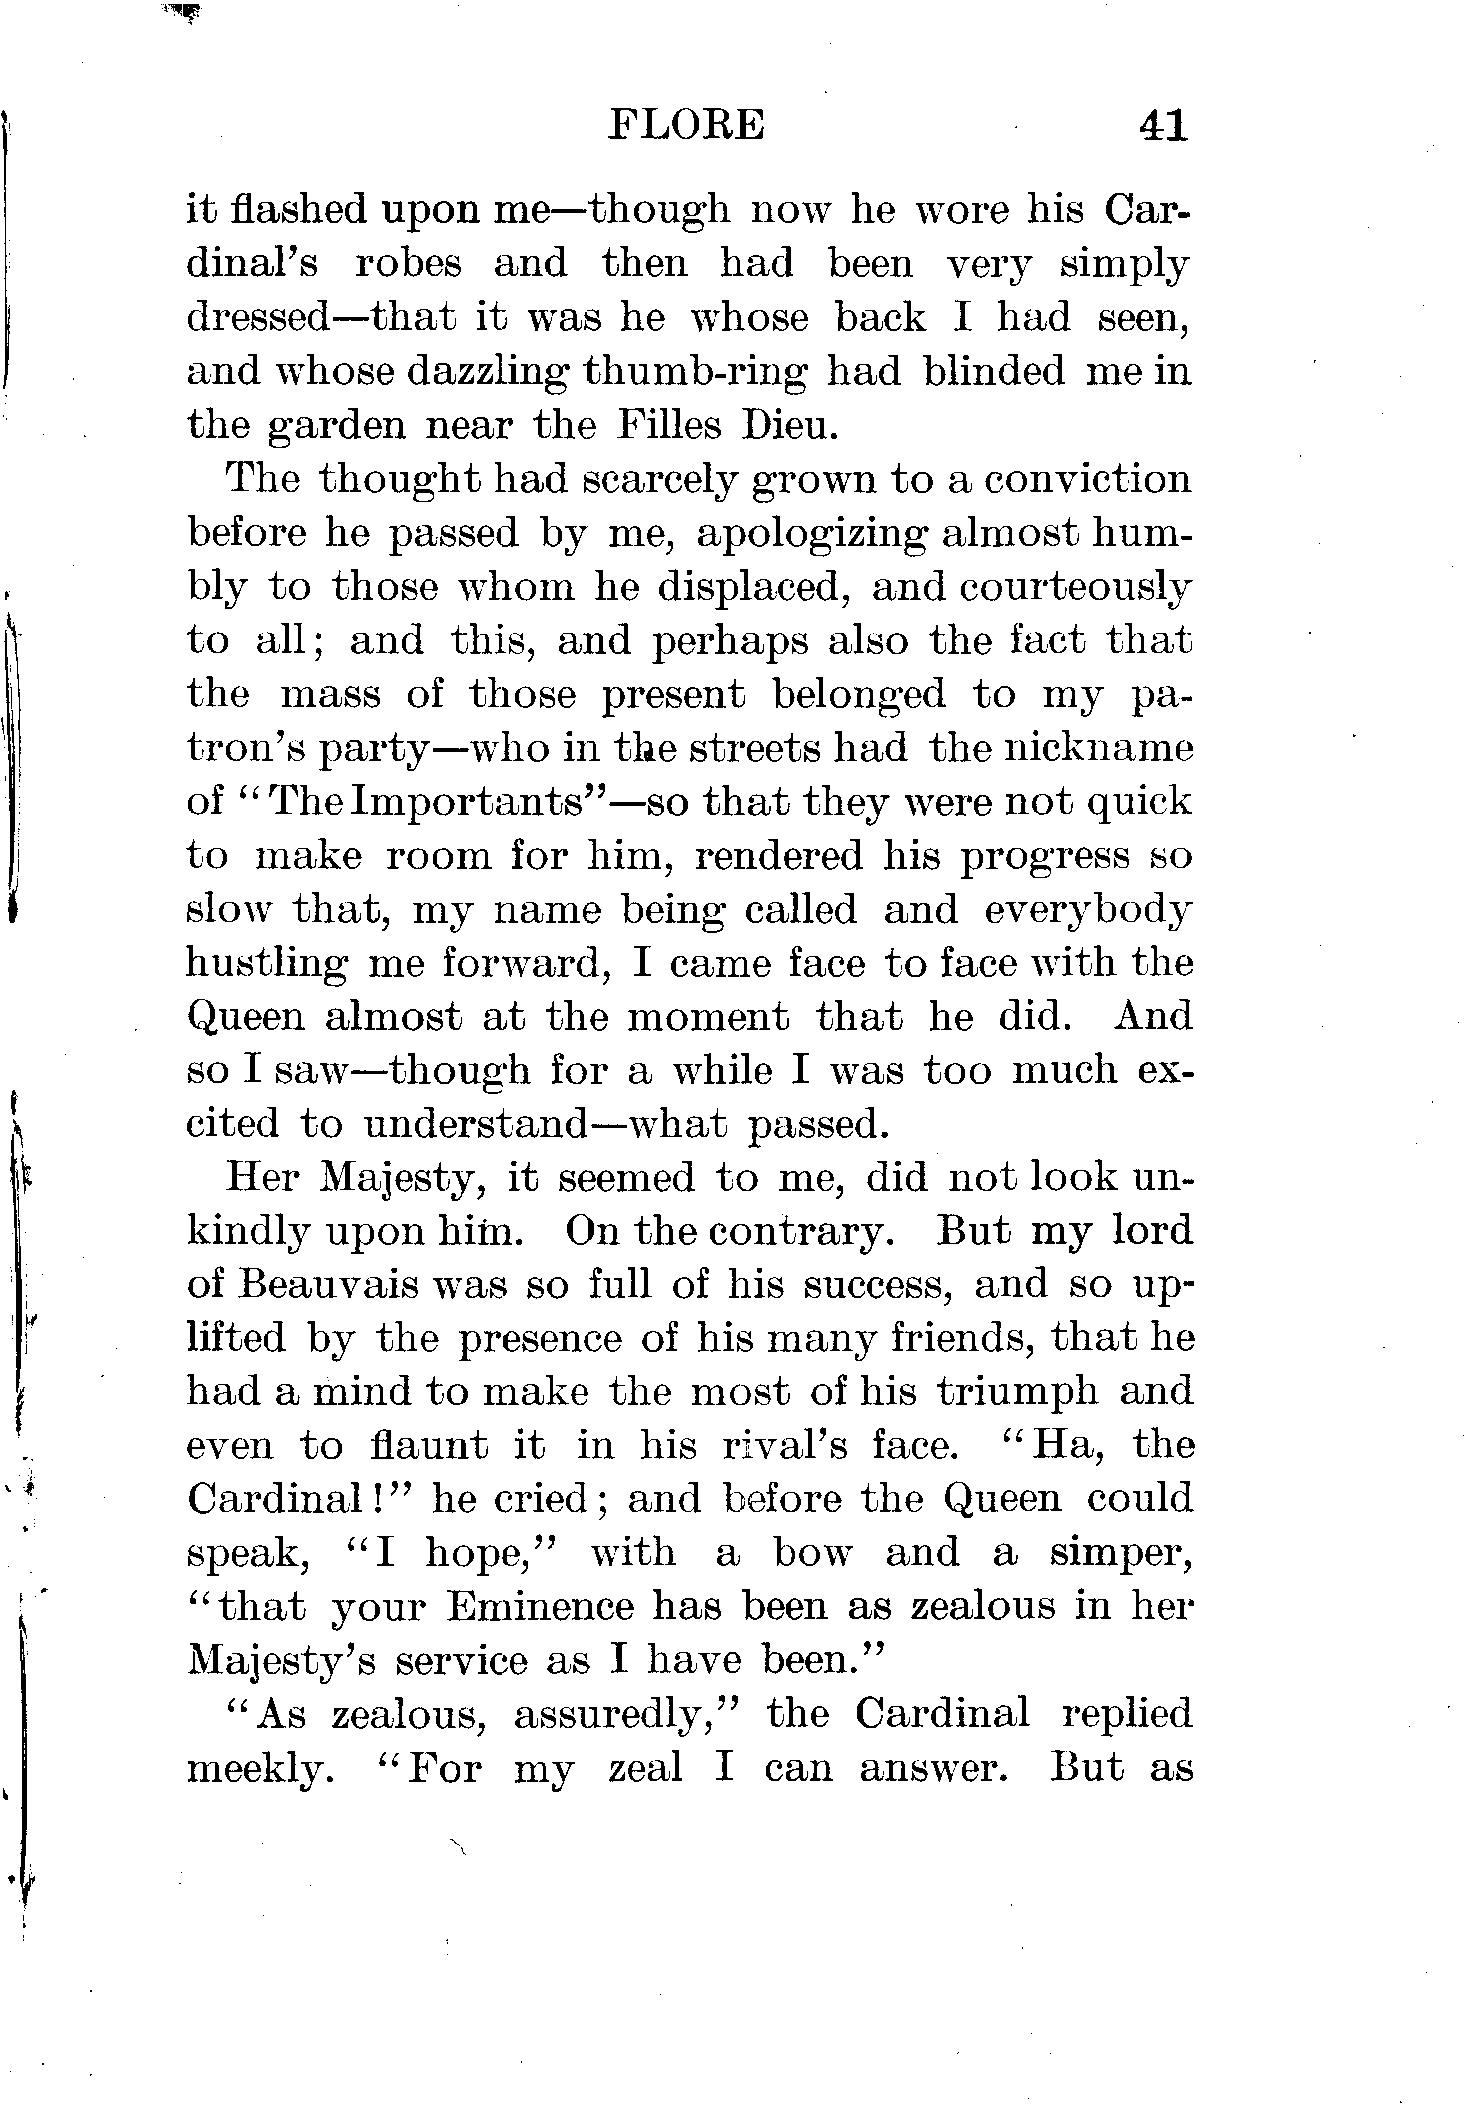 FLORE 41
it flashed upon me—though now he wore his Car-
dinal's robes and then had been very simply
dressed—that it was he whose back I had seen,
and whose dazzling thumb-ring had blinded me in
the garden near the Filles Dieu.
The thought had scarcely grown to a conviction
before he passed by me, apologizing almost hum-
bly to those whom he displaced, and courteously
to all; and this, and perhaps also the fact that
the mass of those present belonged to my pa-
tron's party—who in the streets had the nickname
of "The Importants"—so that they were not quick
to make room for him, rendered his progress so
slow that, my name being called and everybody
hustling me forward, I came face to face with the
Queen almost at the moment that he did. And
so I saw—though for a while I was too much ex-
cited to understand—what passed.
Her Majesty, it seemed to me, did not look un-
kindly upon him. On the contrary. But my lord
of Beauvais was so full of his success, and so up-
lifted by the presence of his many friends, that he
had a mind to make the most of his triumph and
even to flaunt it in his rival's face. "Ha, the
Cardinal!" he cried; and before the Queen could
speak, "I hope," with a bow and a simper,
"that your Eminence has been as zealous in her
Majesty's service as I have been."
"As zealous, assuredly," the Cardinal replied
meekly. "For my zeal I can answer. But as